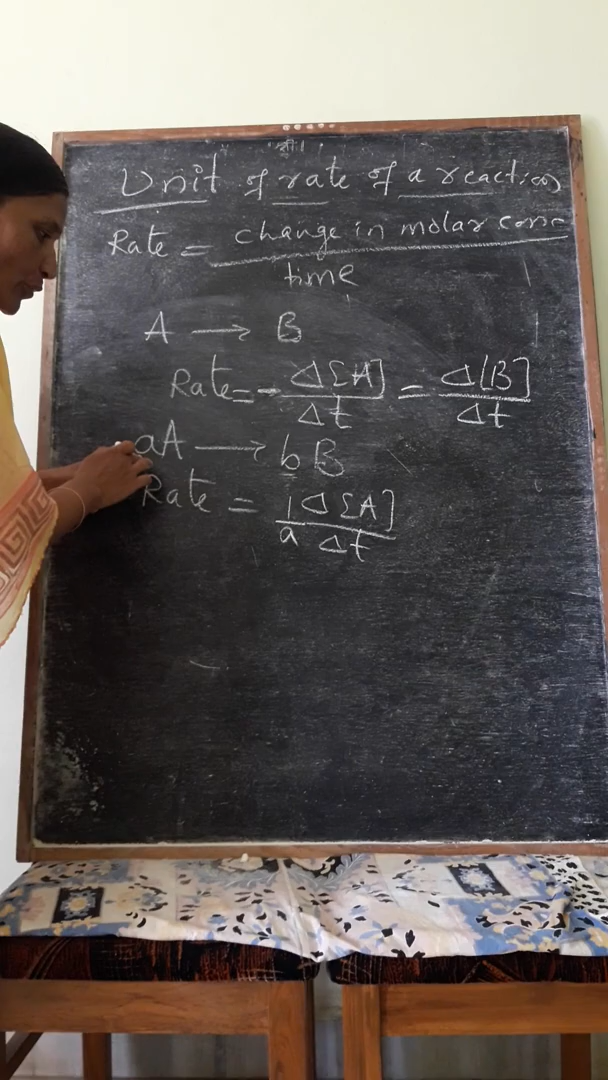 Unit of rate of a reaction
Rate = change in molar conc / time
A → B
Rate = - Δ[A] / Δt = Δ[B] / Δt
aA → bB
Rate = 1/a Δ[A] / Δt